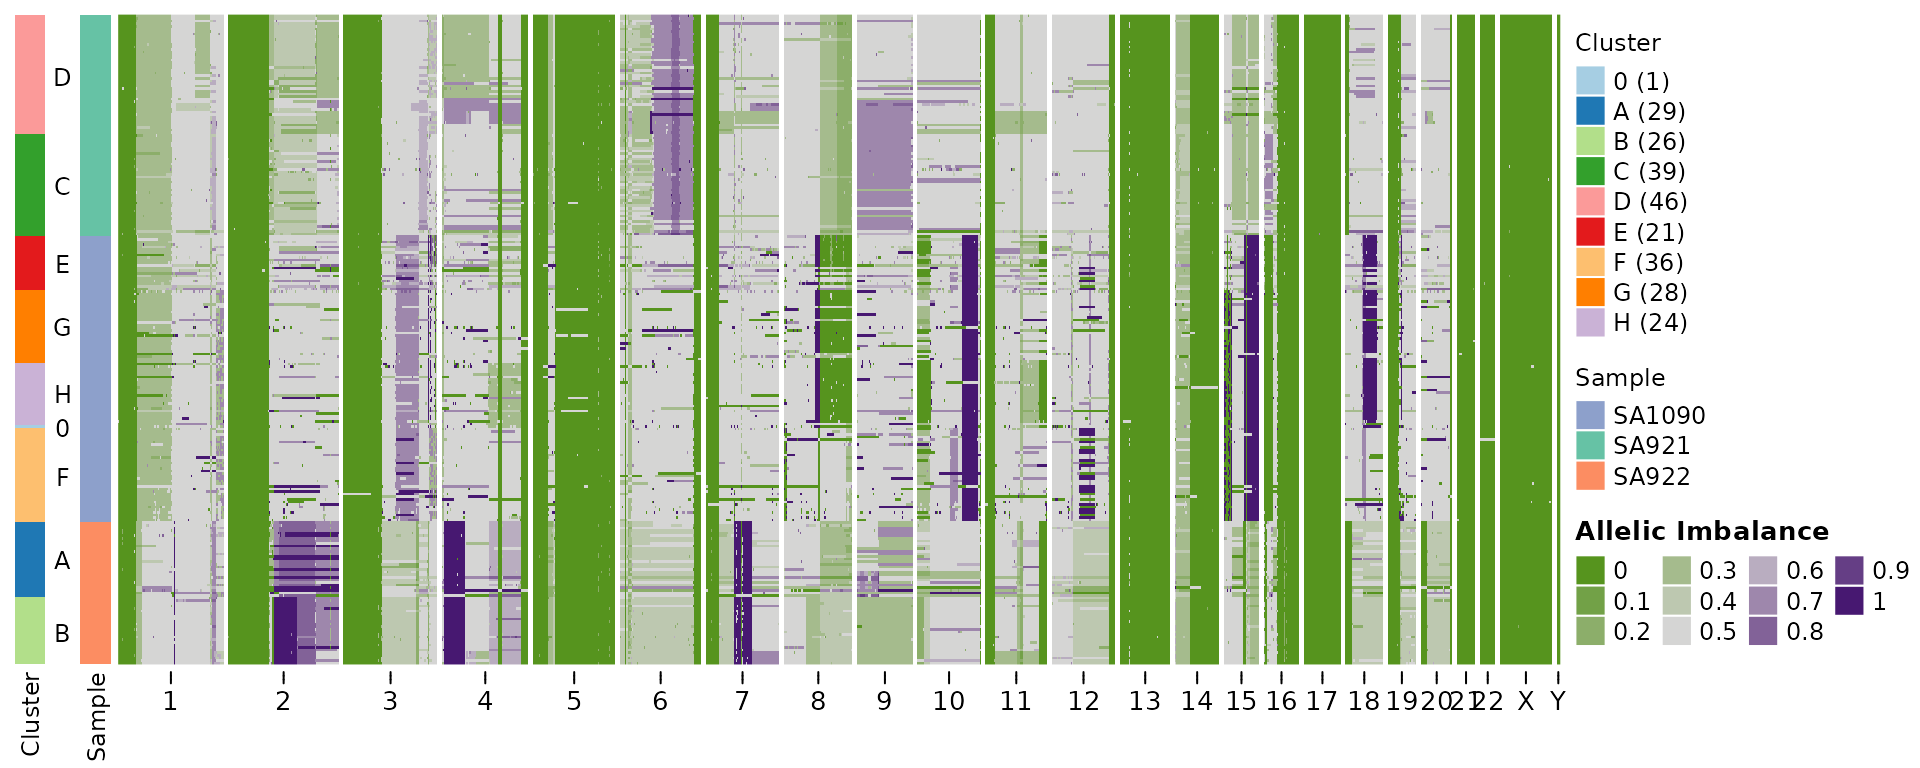 D
C
E
G
H
0
F
A
B
Cluster
Sample
1 2 3 4 5 6 7 8 9 10 11 12 13 14 15 16 17 18 19 20 21 22 X Y
Cluster
0 (1)
A (29)
B (26)
C (39)
D (46)
E (21)
F (36)
G (28)
H (24)
Sample
SA1090
SA921
SA922
Allelic Imbalance
0 0.3 0.6 0.9
0.1 0.4 0.7 1
0.2 0.5 0.8